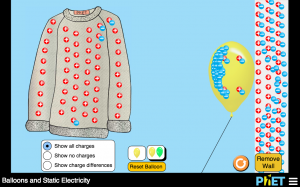 Show all charges
Show no charges
Show charge differences
Reset Balloon
Remove
Wall
Balloons and Static Electricity
PhET